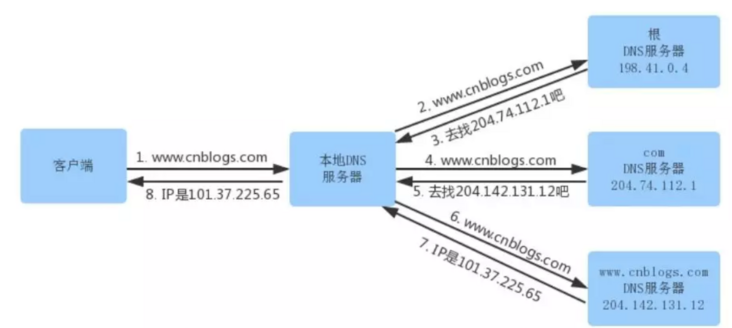 客户端
1. www.cnblogs.com
8. IP是101.37.225.65
本地DNS
服务器
2. www.cnblogs.com
3. 去找204.74.112.1吧
根
DNS服务器
198.41.0.4
4. www.cnblogs.com
5. 去找204.142.131.12吧
com
DNS服务器
204.74.112.1
6. www.cnblogs.com
7. IP是101.37.225.65
www.cnblogs.com
DNS服务器
204.142.131.12